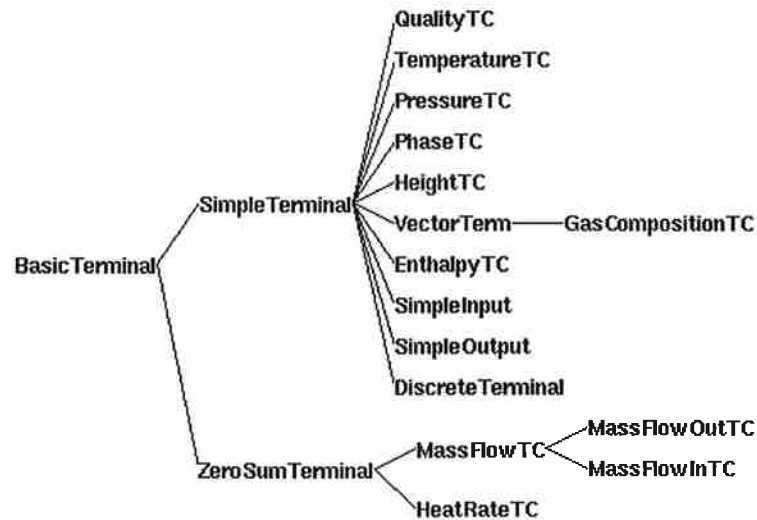 QualityTC
TemperatureTC
PressureTC
PhaseTC
HeightTC
SimpleTerminal
VectorTerm
GasCompositionTC
BasicTerminal
EnthalpyTC
SimpleInput
SimpleOutput
DiscreteTerminal
MassFlowOutTC
MassFlowTC
MassFlowInTC
ZeroSumTerminal
HeatRateTC